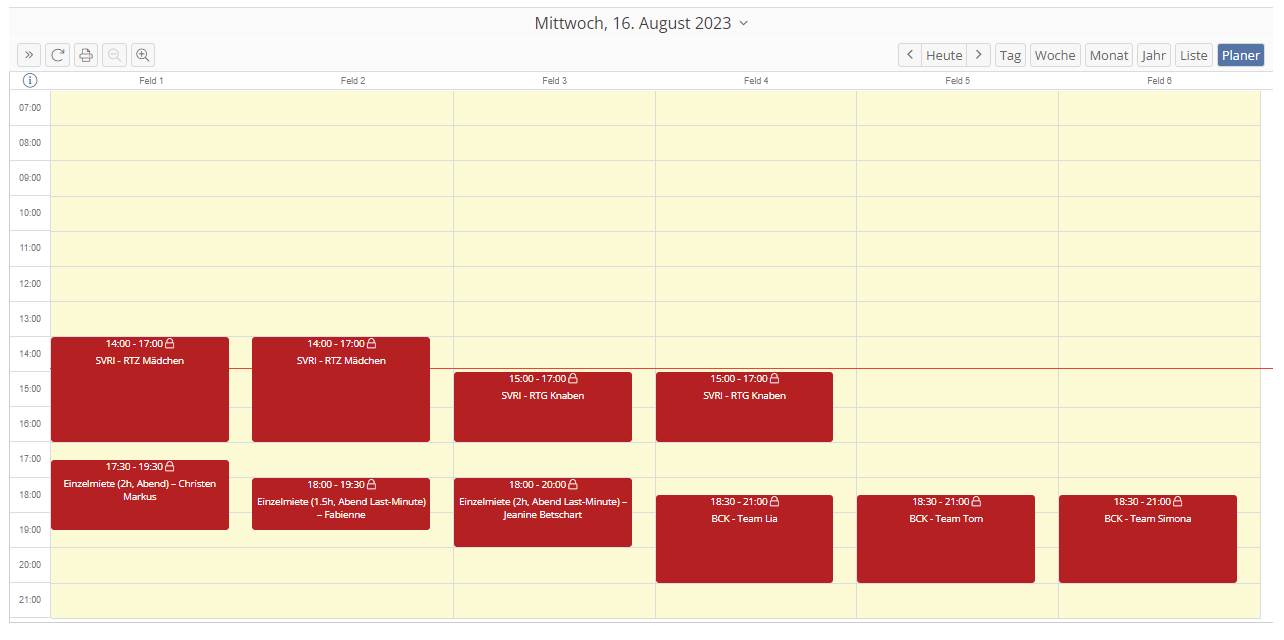 Mittwoch, 16. August 2023
Heute
Tag
Woche
Monat
Jahr
Liste
Planer
Feld 1
Feld 2
Feld 3
Feld 4
Feld 5
Feld 6
07:00
08:00
09:00
10:00
11:00
12:00
13:00
14:00
15:00
16:00
17:00
18:00
19:00
20:00
21:00
14:00 - 17:00
SVRI - RTZ Mädchen
17:30 - 19:30
Einzelmiete (2h, Abend) – Christen
Markus
14:00 - 17:00
SVRI - RTZ Mädchen
18:00 - 19:30
Einzelmiete (1.5h, Abend Last-Minute)
– Fabienne
15:00 - 17:00
SVRI - RTG Knaben
18:00 - 20:00
Einzelmiete (2h, Abend Last-Minute) –
Jeanine Betschart
15:00 - 17:00
SVRI - RTG Knaben
18:30 - 21:00
BCK - Team Lia
18:30 - 21:00
BCK - Team Tom
18:30 - 21:00
BCK - Team Simona